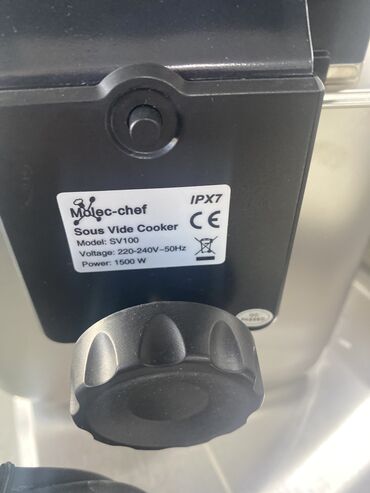 Molec-chef
IPX7
CE
Sous Vide Cooker
Model: SV100
Voltage: 220-240V~50Hz
Power: 1500 W